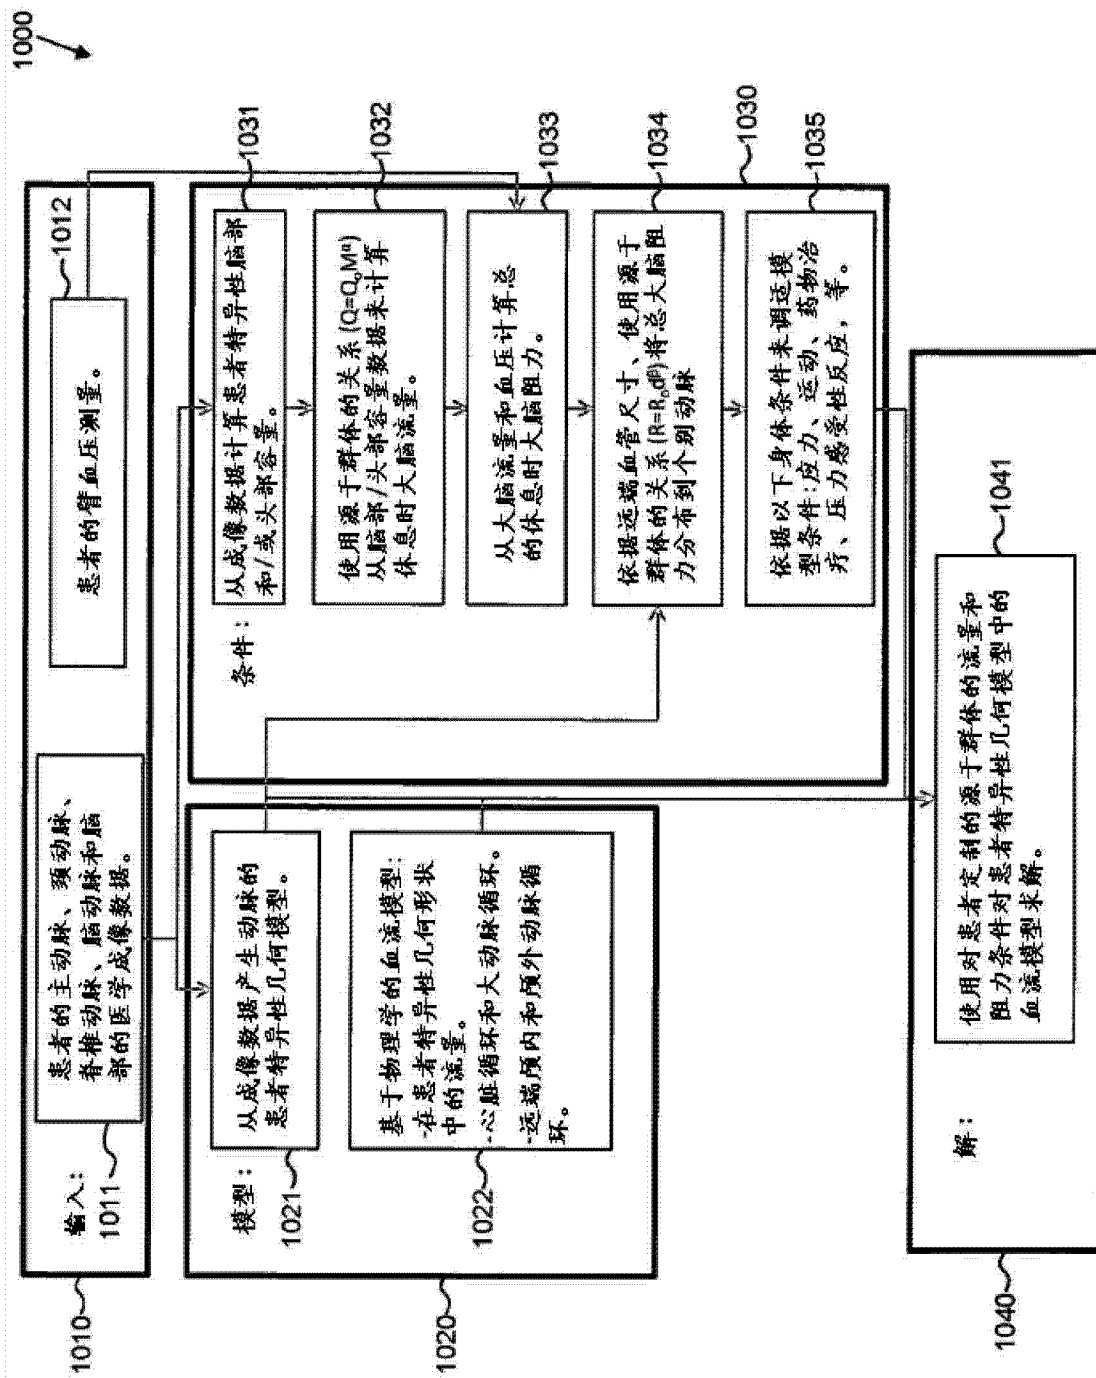 1000
1010
输入：
1011
患者的主动脉、颈动脉、
脊椎动脉、脑动脉和脑
部的医学成像数据。
1012
患者的臂血压测量。
1020
模型：
1021
从成像数据产生动脉的
患者特异性几何模型。
1022
基于物理学的血流模型：
-在患者特异性几何形状
中的流量。
-心脏循环和大动脉循环。
-远端颅内和颅外动脉循
环。
条件：
1031
从成像数据计算患者特异性脑部
和/或头部容量。
1032
使用源于群体的关系(Q=QₒMᵅ)
从脑部/头部容量数据来计算
休息时大脑流量。
1033
从大脑流量和血压计算总
的休息时大脑阻力。
1034
依据远端血管尺寸、使用源于
群体的关系(R=Rₒdᵝ)将总大脑阻
力分布到个别动脉
1030
1035
依据以下身体条件来调适模
型条件：应力、运动、药物治
疗、压力感受性反应，等。
1040
解：
1041
使用对患者定制的源于群体的流量和
阻力条件对患者特异性几何模型中的
血流模型求解。